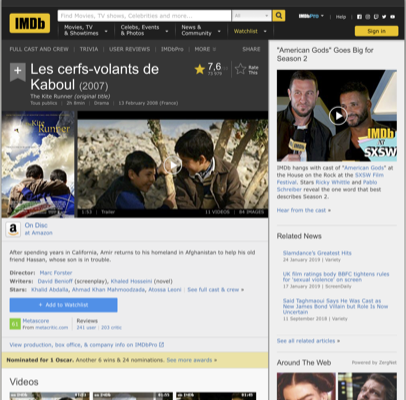 IMDb
Find Movies, TV shows, Celebrities and more...
All
IMDbPro
Help
Movies, TV & Showtimes
Celebs, Events & Photos
News & Community
Watchlist
Sign in
FULL CAST AND CREW | TRIVIA | USER REVIEWS | IMDbPro | MORE
SHARE
Les cerfs-volants de
Kaboul (2007)
The Kite Runner (original title)
Tous publics | 2h 8min | Drama | 13 February 2008 (France)
7,6
Rate
This
Kite
Runner
1:53 | Trailer
11 VIDEOS | 84 IMAGES
On Disc
at Amazon
After spending years in California, Amir returns to his homeland in Afghanistan to help his old
friend Hassan, whose son is in trouble.
Director: Marc Forster
Writers: David Benioff (screenplay), Khaled Hosseini (novel)
Stars: Khalid Abdalla, Ahmad Khan Mahmoodzada, Atossa Leoni | See full cast & crew »
+ Add to Watchlist
61
Metascore
From metacritic.com
Reviews
241 user | 203 critic
View production, box office, & company info on IMDbPro
Nominated for 1 Oscar. Another 6 wins & 24 nominations. See more awards »
Videos
"American Gods" Goes Big for
Season 2
IMDb
AT
SXSW
IMDb hangs with cast of "American Gods" at
the House on the Rock at the SXSW Film
Festival. Stars Ricky Whittle and Pablo
Schreiber reveal the one word that best
describes Season 2.
Hear from the cast »
Related News
Slamdance's Greatest Hits
24 January 2019 | Variety
UK film ratings body BBFC tightens rules
for 'sexual violence' on screen
17 January 2019 | ScreenDaily
Said Taghmaoui Says He Was Cast as
New James Bond Villain but Role Is Now
Uncertain
11 September 2018 | Variety
See all related articles »
Around The Web
Powered by ZergNet